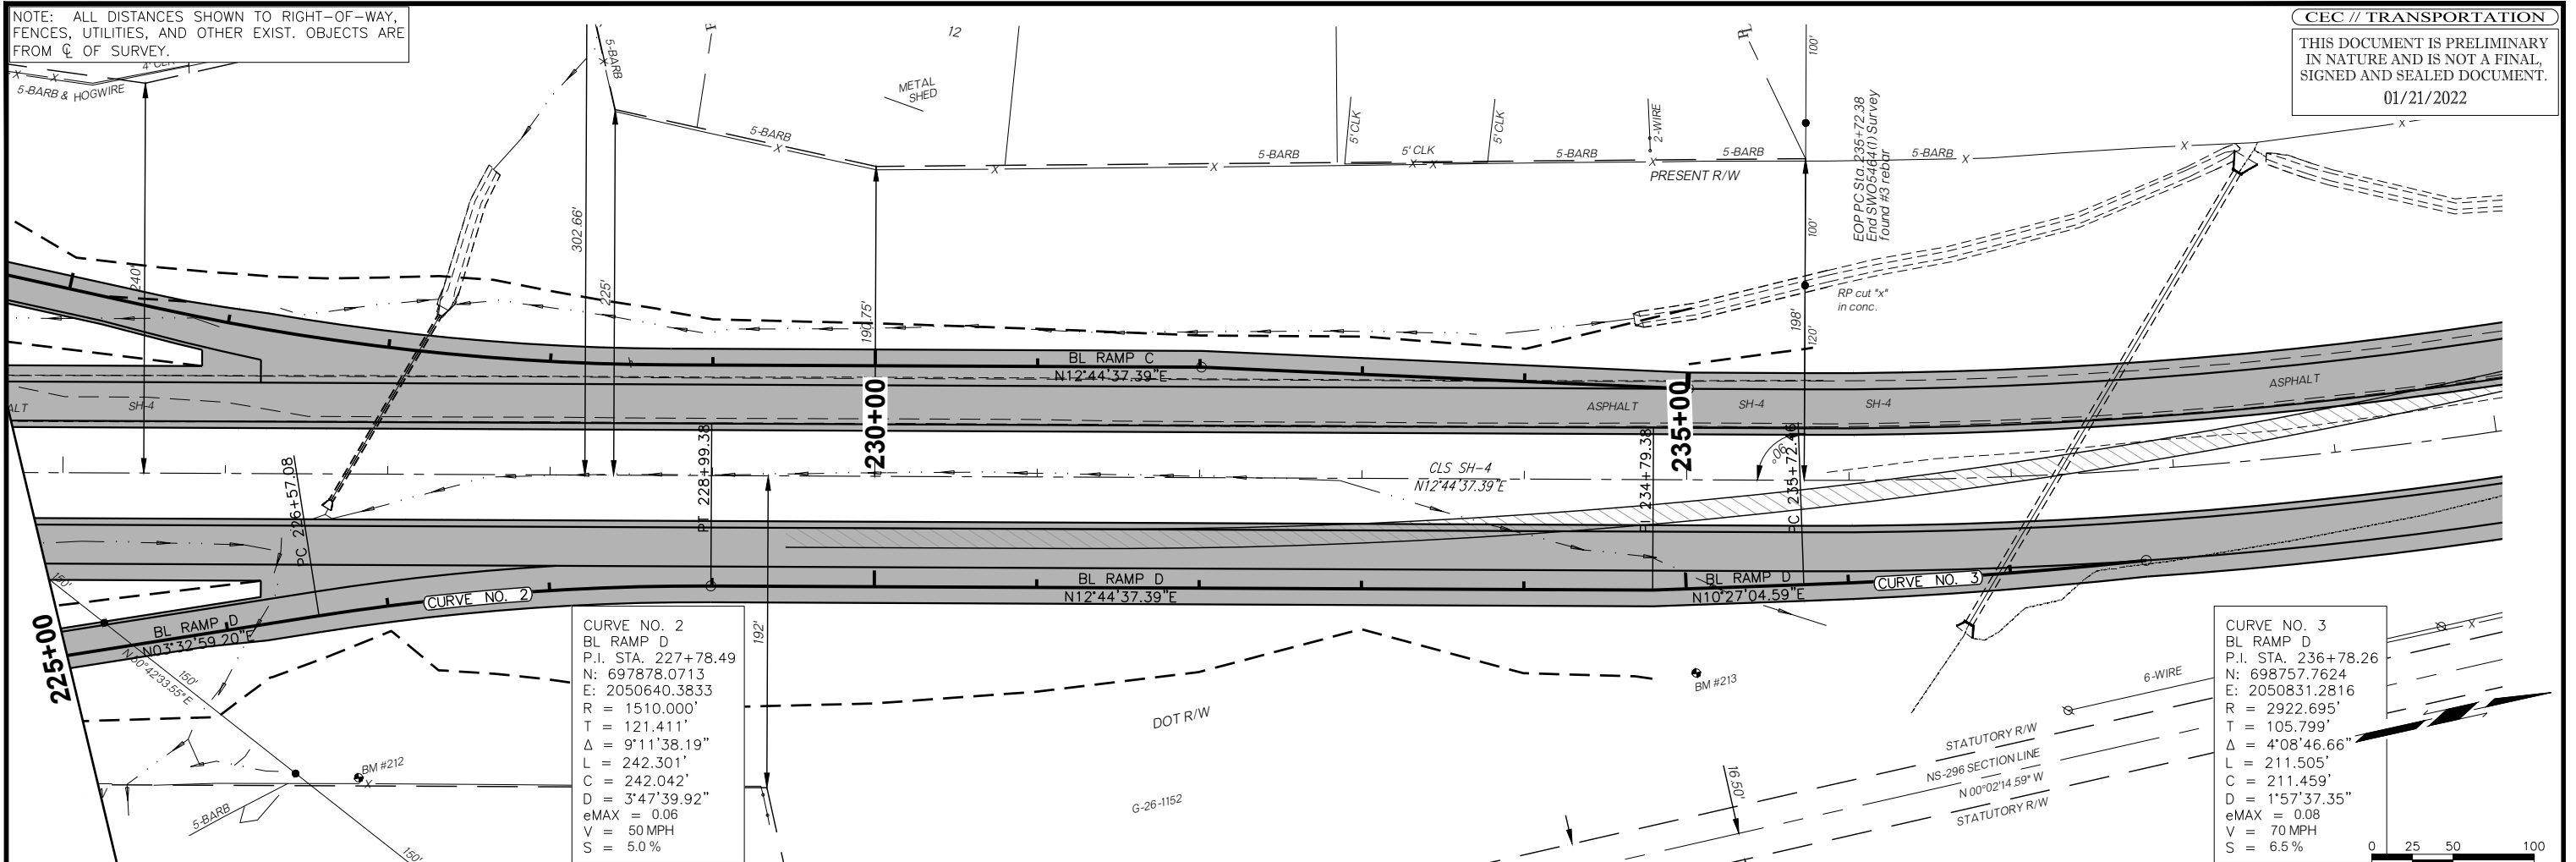 NOTE: ALL DISTANCES SHOWN TO RIGHT-OF-WAY,
FENCES, UTILITIES, AND OTHER EXIST. OBJECTS ARE
FROM ℄ OF SURVEY.
CEC // TRANSPORTATION
THIS DOCUMENT IS PRELIMINARY
IN NATURE AND IS NOT A FINAL,
SIGNED AND SEALED DOCUMENT.
01/21/2022
5-BARB & HOGWIRE
5-BARB
12
METAL
SHED
5-BARB
5-BARB
5' CLK
5' CLK
5' CLK
5-BARB
2-WIRE
5-BARB
5-BARB
PRESENT R/W
100'
100'
EOP PC Sta. 235+72.38
End SWO5464(1) Survey
found #3 rebar
RP cut "x"
in conc.
240'
302.66'
225'
190.75'
198'
120'
BL RAMP C
N12°44'37.39"E
SH-4
230+00
ASPHALT
235+00
SH-4
SH-4
ASPHALT
PC 226+57.08
PT 228+99.38
CLS SH-4
N12°44'37.39"E
PI 234+79.38
PC 235+72.46
90°
225+00
150'
BL RAMP D
N03°32'59.20"E
N00°42'33.55"E
150'
150'
CURVE NO. 2
BL RAMP D
N12°44'37.39"E
BL RAMP D
N10°27'04.59"E
CURVE NO. 3
192'
CURVE NO. 2
BL RAMP D
P.I. STA. 227+78.49
N: 697878.0713
E: 2050640.3833
R = 1510.000'
T = 121.411'
Δ = 9°11'38.19"
L = 242.301'
C = 242.042'
D = 3°47'39.92"
eMAX = 0.06
V = 50 MPH
S = 5.0 %
BM #212
5-BARB
BM #213
DOT R/W
G-26-1152
16.50'
6-WIRE
STATUTORY R/W
NS-296 SECTION LINE
N 00°02'14.59" W
STATUTORY R/W
CURVE NO. 3
BL RAMP D
P.I. STA. 236+78.26
N: 698757.7624
E: 2050831.2816
R = 2922.695'
T = 105.799'
Δ = 4°08'46.66"
L = 211.505'
C = 211.459'
D = 1°57'37.35"
eMAX = 0.08
V = 70 MPH
S = 6.5 %
0 25 50 100